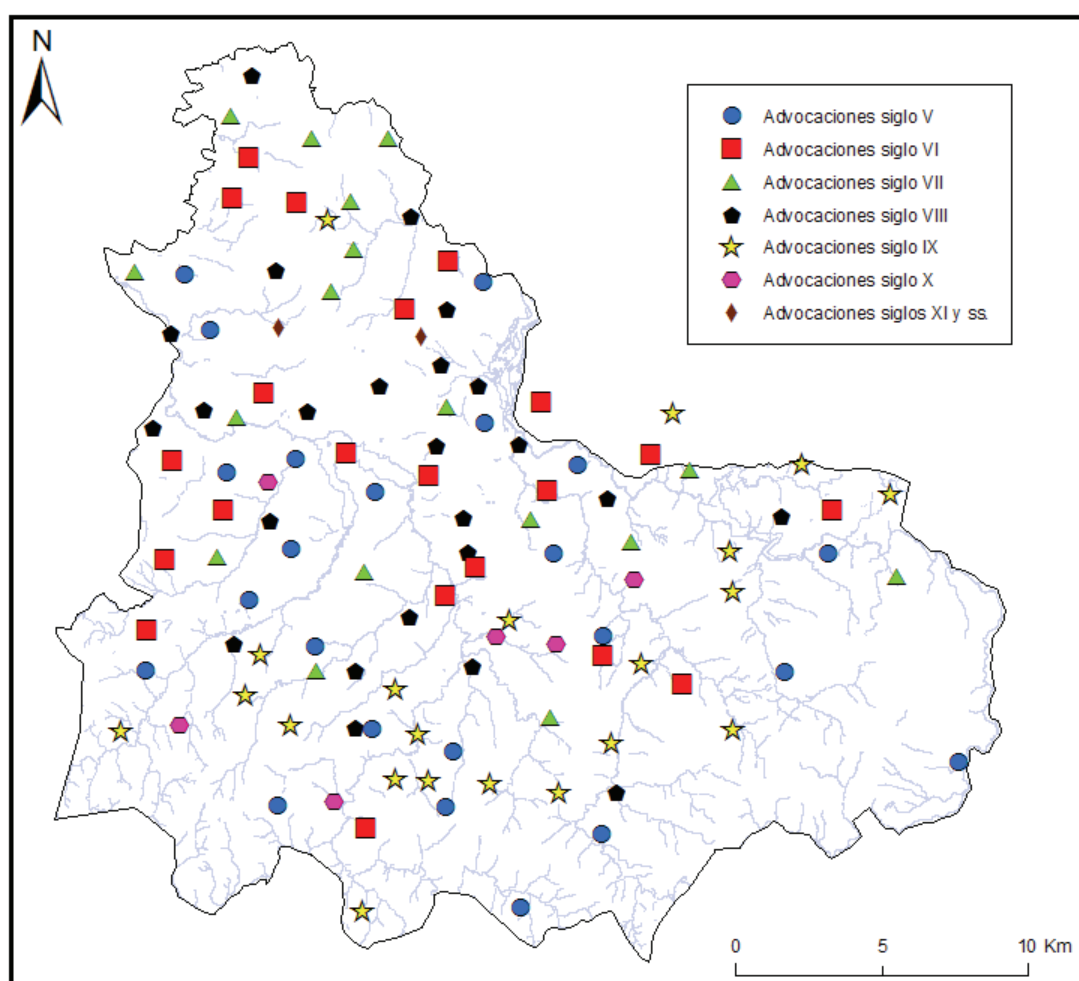 N
Advocaciones siglo V
Advocaciones siglo VI
Advocaciones siglo VII
Advocaciones siglo VIII
Advocaciones siglo IX
Advocaciones siglo X
Advocaciones siglos XI y ss.
0 5 10 Km